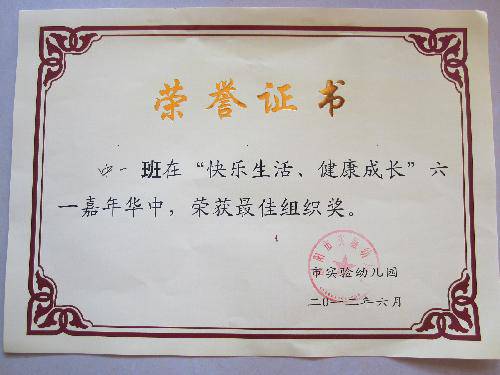 荣誉证书
中一班在“快乐生活、健康成长”六
一嘉年华中，荣获最佳组织奖。
市实验幼儿园
二〇一二年六月